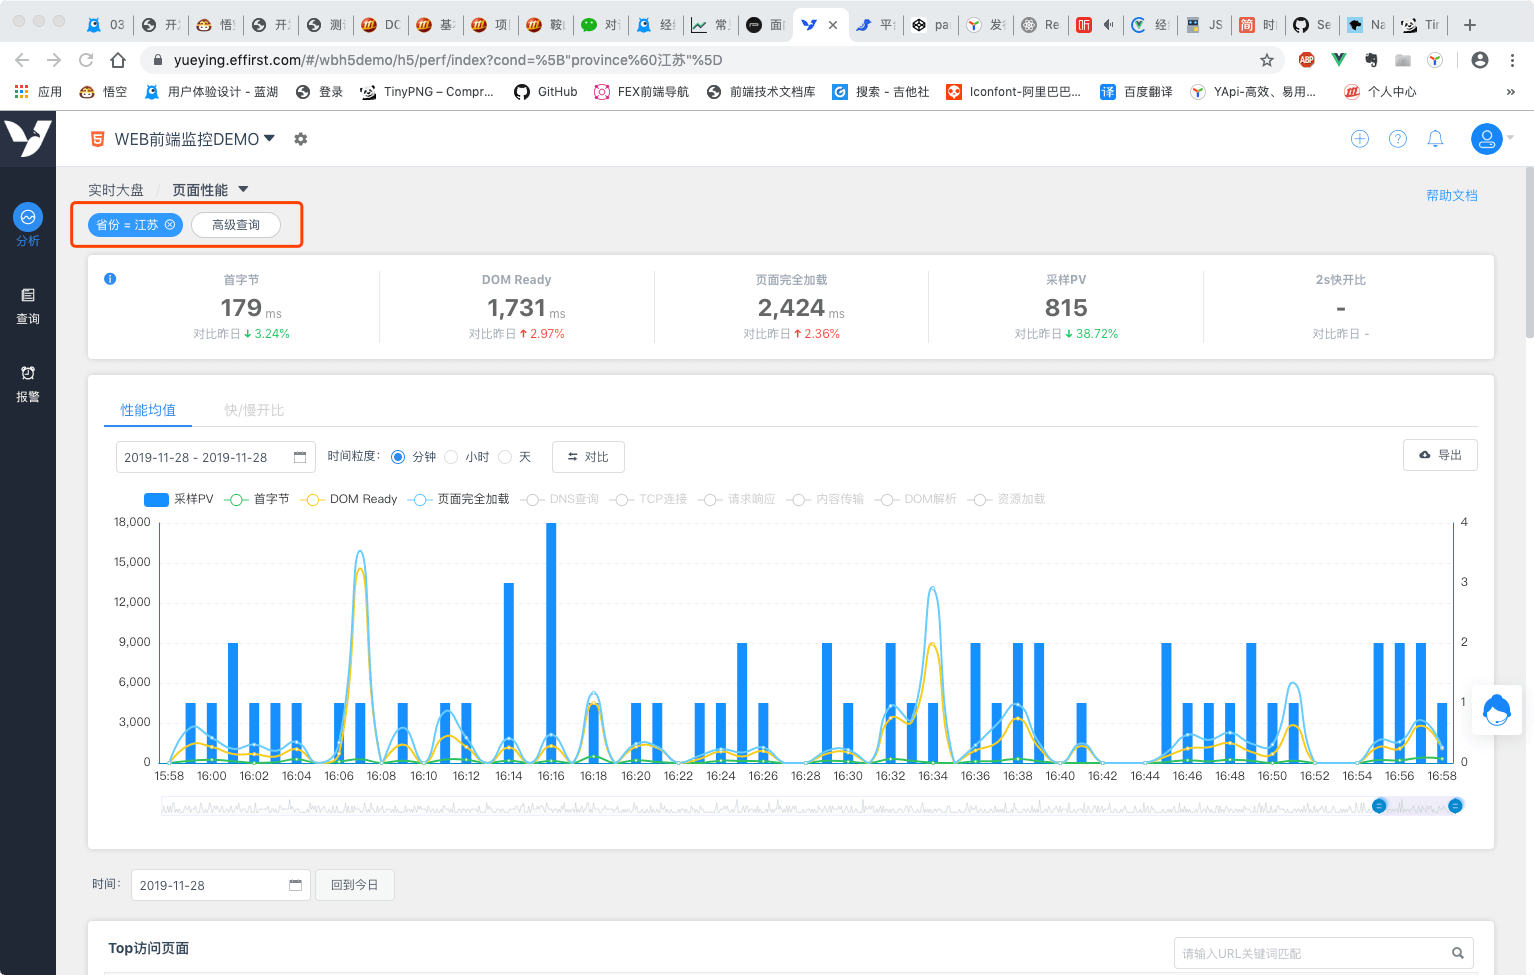 03
开
悟
开
测
DC
基
项
鞍
对
经
常
面
平
pa
发
Re
听
经
JS
简 时
Se
Na
Tir
yueying.effirst.com/#/wbh5demo/h5/perf/index?cond=%5B"province%60江苏"%5D
ABP
应用 悟空 用户体验设计 - 蓝湖 登录 TinyPNG – Compr... GitHub FEX前端导航 前端技术文档库 搜索 - 吉他社 Iconfont-阿里巴巴... 译 百度翻译 YApi-高效、易用... 个人中心 »
WEB前端监控DEMO
分析
查询
报警
实时大盘 / 页面性能
帮助文档
省份 = 江苏 高级查询
首字节 DOM Ready 页面完全加载 采样PV 2s快开比
179 ms 1,731 ms 2,424 ms 815 -
对比昨日 3.24% 对比昨日 2.97% 对比昨日 2.36% 对比昨日 38.72% 对比昨日 -
性能均值 快/慢开比
2019-11-28 - 2019-11-28 时间粒度: 分钟 小时 天 对比 导出
采样PV 首字节 DOM Ready 页面完全加载 DNS查询 TCP连接 请求响应 内容传输 DOM解析 资源加载
18,000 4
15,000
3
12,000
9,000 2
6,000
1
3,000
0 0
15:58 16:00 16:02 16:04 16:06 16:08 16:10 16:12 16:14 16:16 16:18 16:20 16:22 16:24 16:26 16:28 16:30 16:32 16:34 16:36 16:38 16:40 16:42 16:44 16:46 16:48 16:50 16:52 16:54 16:56 16:58
时间: 2019-11-28 回到今日
Top访问页面
请输入URL关键词匹配